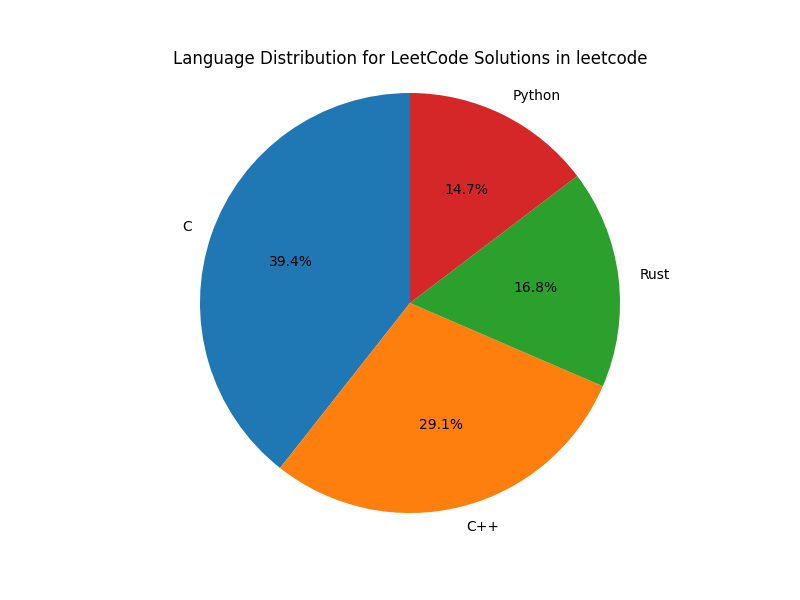 Language Distribution for LeetCode Solutions in leetcode
Python
14.7%
C
39.4%
Rust
16.8%
29.1%
C++